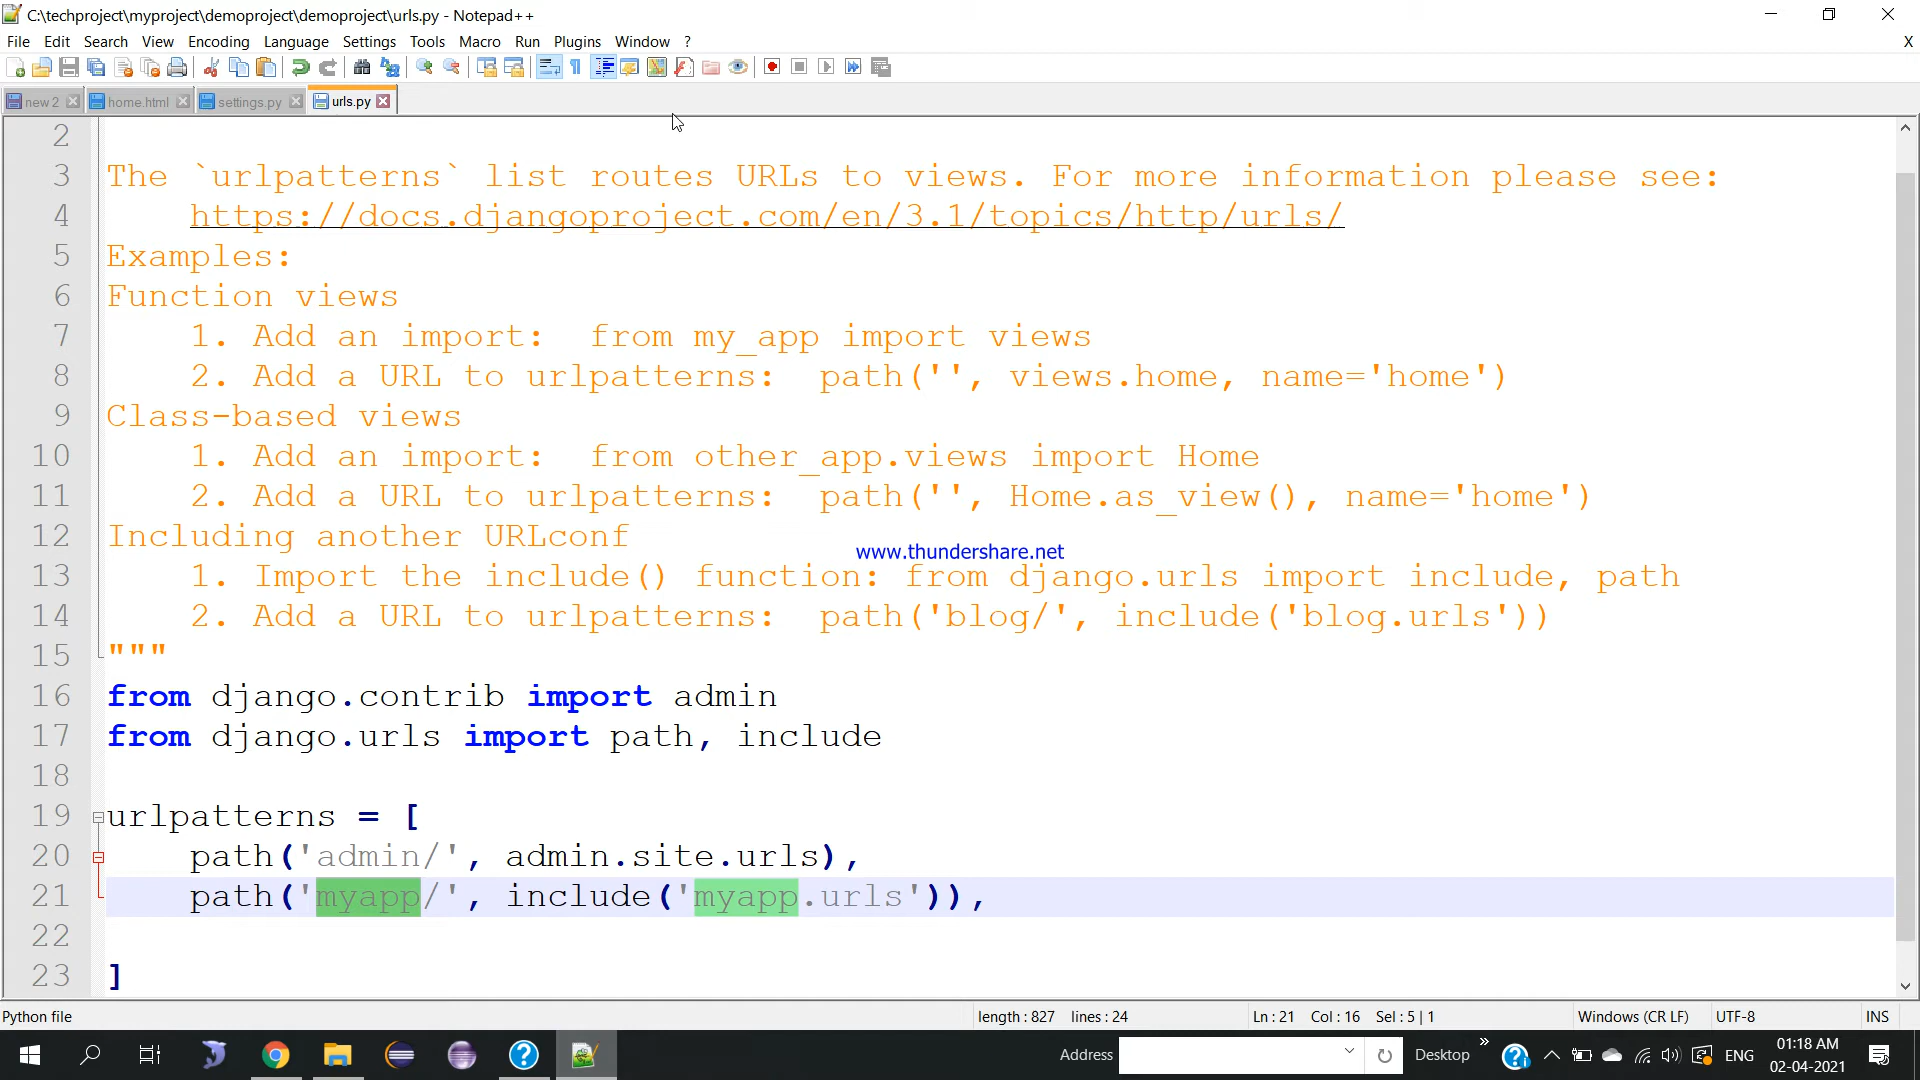 C:\techproject\myproject\demoproject\demoproject\urls.py - Notepad++
File Edit Search View Encoding Language Settings Tools Macro Run Plugins Window ? X
new 2 home.html settings.py urls.py
2
3 The `urlpatterns` list routes URLs to views. For more information please see:
4     https://docs.djangoproject.com/en/3.1/topics/http/urls/
5 Examples:
6 Function views
7     1. Add an import:  from my_app import views
8     2. Add a URL to urlpatterns:  path('', views.home, name='home')
9 Class-based views
10     1. Add an import:  from other_app.views import Home
11     2. Add a URL to urlpatterns:  path('', Home.as_view(), name='home')
12 Including another URLconf
www.thundershare.net
13     1. Import the include() function: from django.urls import include, path
14     2. Add a URL to urlpatterns:  path('blog/', include('blog.urls'))
15 """
16 from django.contrib import admin
17 from django.urls import path, include
18
19 urlpatterns = [
20     path('admin/', admin.site.urls),
21     path('myapp/', include('myapp.urls')),
22
23 ]
Python file length : 827 lines : 24 Ln : 21 Col : 16 Sel : 5 | 1 Windows (CR LF) UTF-8 INS
Address Desktop » ENG 01:18 AM
02-04-2021